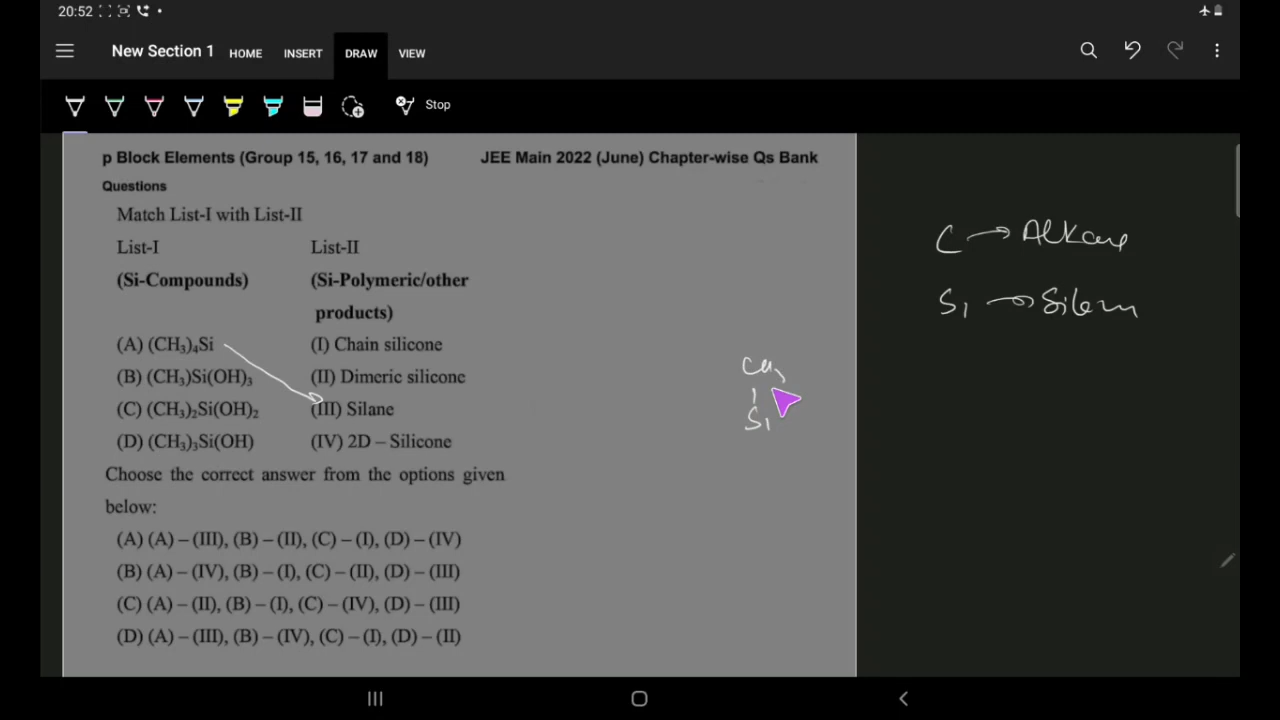 20:52
New Section 1 HOME INSERT DRAW VIEW
Stop
p Block Elements (Group 15, 16, 17 and 18) JEE Main 2022 (June) Chapter-wise Qs Bank
Questions
Match List-I with List-II
List-I List-II
(Si-Compounds) (Si-Polymeric/other
products)
(A) (CH₃)₄Si (I) Chain silicone
(B) (CH₃)Si(OH)₃ (II) Dimeric silicone
(C) (CH₃)₂Si(OH)₂ (III) Silane
(D) (CH₃)₃Si(OH) (IV) 2D – Silicone
Choose the correct answer from the options given
below:
(A) (A) – (III), (B) – (II), (C) – (I), (D) – (IV)
(B) (A) – (IV), (B) – (I), (C) – (II), (D) – (III)
(C) (A) – (II), (B) – (I), (C) – (IV), (D) – (III)
(D) (A) – (III), (B) – (IV), (C) – (I), (D) – (II)
CH₃
Si
C → Alkane
Si →